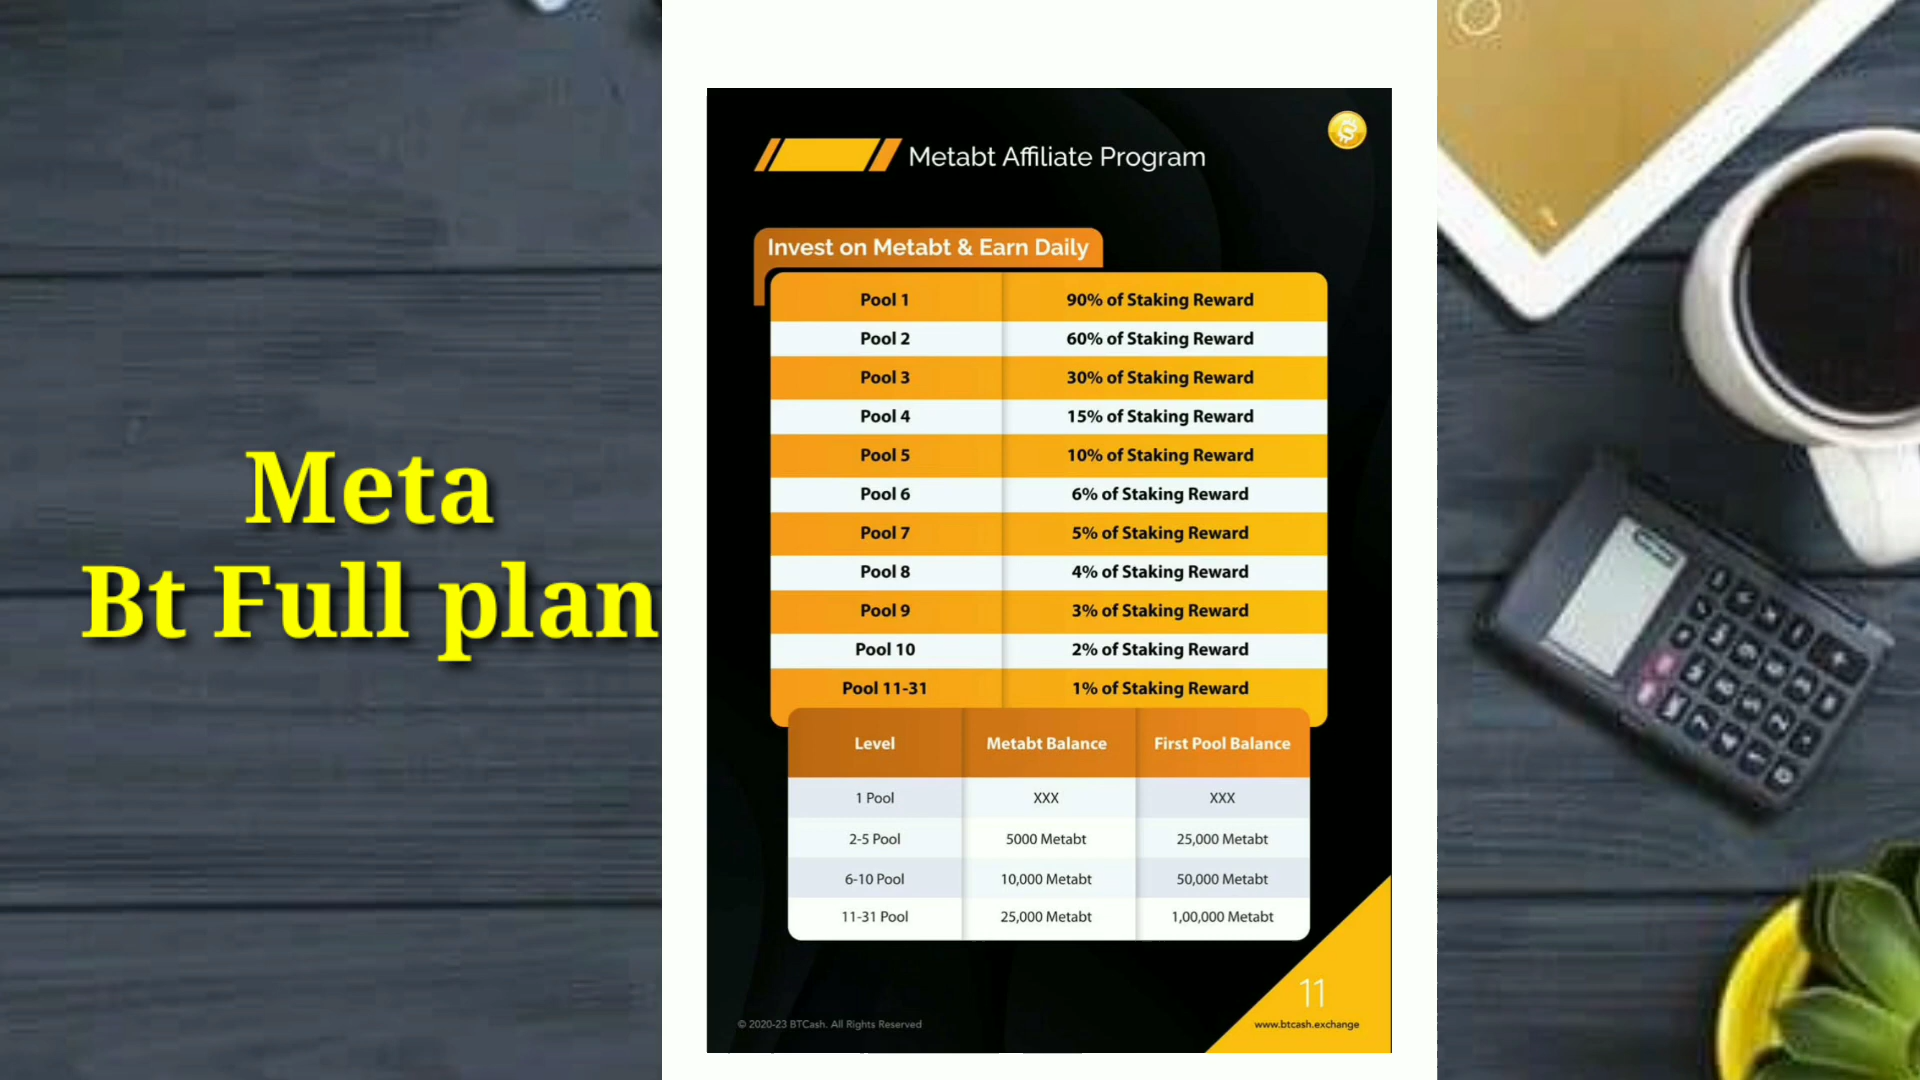 Meta
Bt Full plan
Metabt Affiliate Program
Invest on Metabt & Earn Daily
Pool 1 90% of Staking Reward
Pool 2 60% of Staking Reward
Pool 3 30% of Staking Reward
Pool 4 15% of Staking Reward
Pool 5 10% of Staking Reward
Pool 6 6% of Staking Reward
Pool 7 5% of Staking Reward
Pool 8 4% of Staking Reward
Pool 9 3% of Staking Reward
Pool 10 2% of Staking Reward
Pool 11-31 1% of Staking Reward
Level Metabt Balance First Pool Balance
1 Pool XXX XXX
2-5 Pool 5000 Metabt 25,000 Metabt
6-10 Pool 10,000 Metabt 50,000 Metabt
11-31 Pool 25,000 Metabt 1,00,000 Metabt
11
© 2020-23 BTCash. All Rights Reserved
www.btcash.exchange